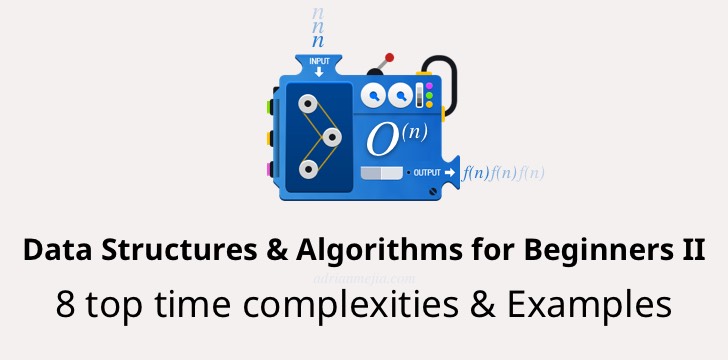 n
n
n
INPUT
O(n)
OUTPUT f(n) f(n) f(n)
Data Structures & Algorithms for Beginners II
adrianmejia.com
8 top time complexities & Examples